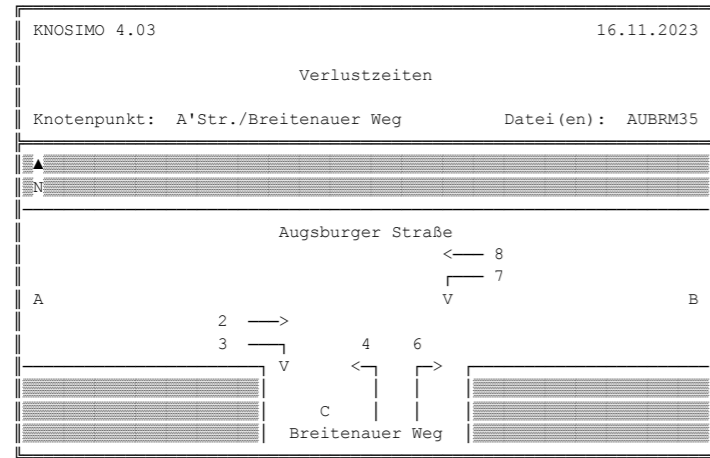 KNOSIMO 4.03 16.11.2023
Verlustzeiten
Knotenpunkt: A'Str./Breitenauer Weg Datei(en): AUBRM35
N
Augsburger Straße
8
7
A V B
2
3 4 6
V
C
Breitenauer Weg